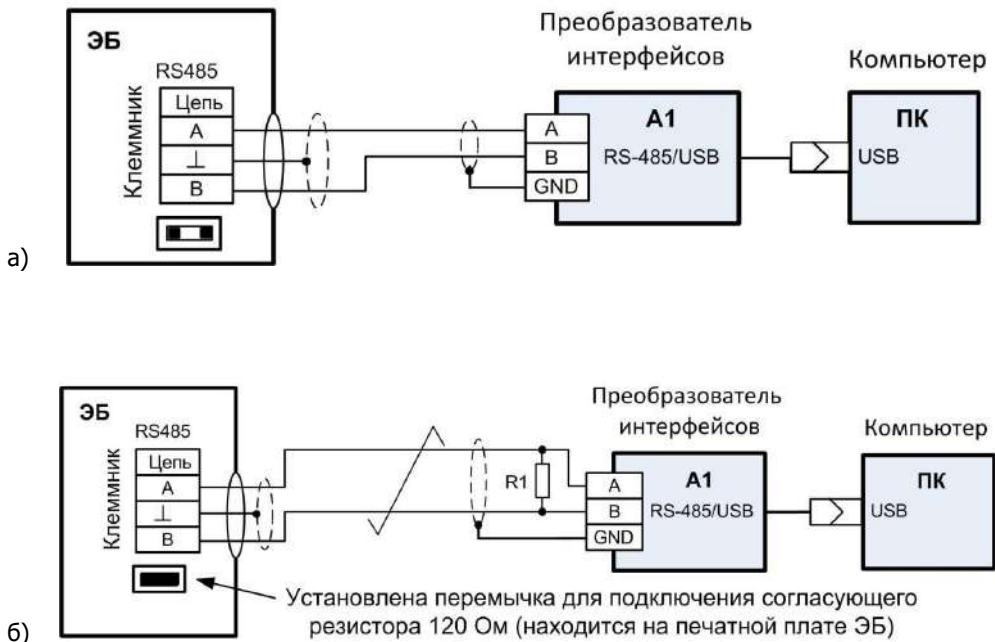 Преобразователь
интерфейсов
Компьютер
ЭБ
RS485
Клеммник
Цепь
A
⊥
B
A
B
GND
A1
RS-485/USB
ПК
USB
а)
Преобразователь
интерфейсов
Компьютер
ЭБ
RS485
Клеммник
Цепь
A
⊥
B
R1
A
B
GND
A1
RS-485/USB
ПК
USB
Установлена перемычка для подключения согласующего
резистора 120 Ом (находится на печатной плате ЭБ)
б)